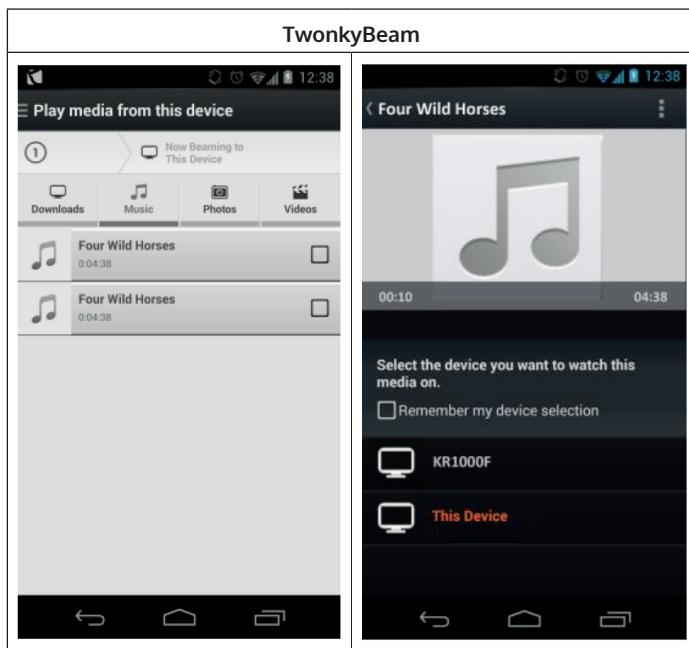 TwonkyBeam
12:38
Play media from this device
1
Now Beaming to
This Device
Downloads
Music
Photos
Videos
Four Wild Horses
0:04:38
Four Wild Horses
0:04:38
12:38
Four Wild Horses
00:10
04:38
Select the device you want to watch this
media on.
Remember my device selection
KR1000F
This Device